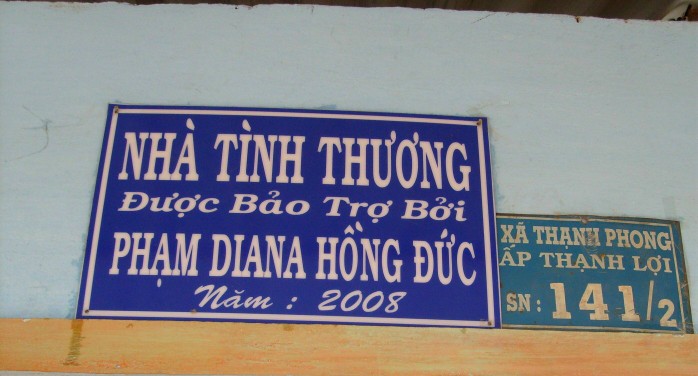 NHÀ TÌNH THƯƠNG
Được Bảo Trợ Bởi
PHẠM DIANA HỒNG ĐỨC
Năm : 2008
XÃ THẠNH PHONG
ẤP THẠNH LỢI
SN : 141/2